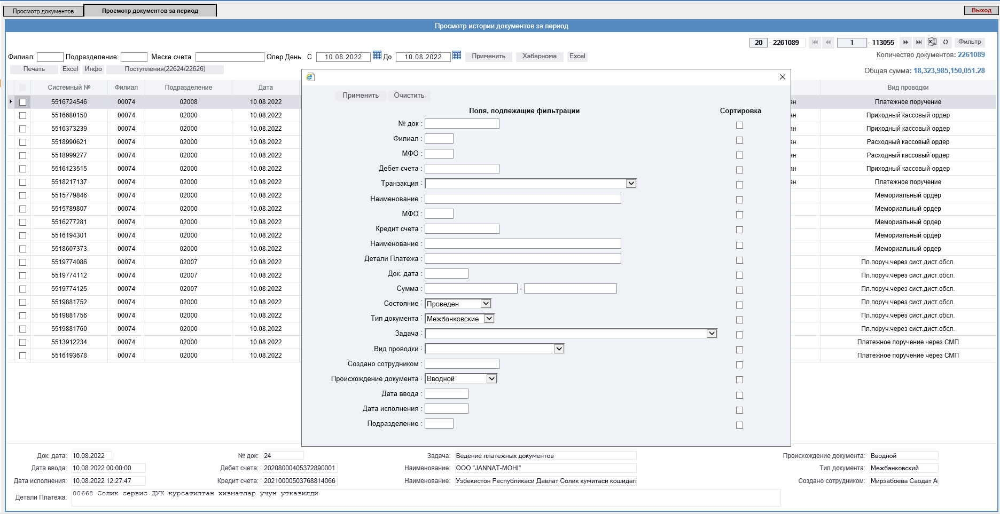 Просмотр документов
Просмотр документов за период
Выход
Просмотр истории документов за период
20 - 2261089 1 - 113055 Фильтр
Филиал: Подразделение: Маска счета Опер День С 10.08.2022 До 10.08.2022 Применить Хабарнома Excel
Количество документов: 2261089
Печать Excel Инфо Поступления(22624/22626)
Общая сумма: 18,323,985,150,051.28
Системный № Филиал Подразделение Дата Вид проводки
5516724546 00074 02008 10.08.2022 ан Платежное поручение
5516680150 00074 02000 10.08.2022 ан Приходный кассовый ордер
5516373239 00074 02000 10.08.2022 ан Приходный кассовый ордер
5518990621 00074 02000 10.08.2022 ан Расходный кассовый ордер
5518999277 00074 02000 10.08.2022 ан Расходный кассовый ордер
5516123515 00074 02000 10.08.2022 ан Приходный кассовый ордер
5518217137 00074 02000 10.08.2022 ан Платежное поручение
5515779846 00074 02000 10.08.2022 Мемориальный ордер
5515789807 00074 02000 10.08.2022 Мемориальный ордер
5516277281 00074 02000 10.08.2022 Мемориальный ордер
5516194301 00074 02000 10.08.2022 Мемориальный ордер
5518607373 00074 02000 10.08.2022 Мемориальный ордер
5519774086 00074 02007 10.08.2022 Пл.поруч.через сист.дист.обсл.
5519774112 00074 02007 10.08.2022 Пл.поруч.через сист.дист.обсл.
5519774125 00074 02007 10.08.2022 Пл.поруч.через сист.дист.обсл.
5519881752 00074 02000 10.08.2022 Пл.поруч.через сист.дист.обсл.
5519881756 00074 02000 10.08.2022 Пл.поруч.через сист.дист.обсл.
5519881760 00074 02000 10.08.2022 Пл.поруч.через сист.дист.обсл.
5513912234 00074 02000 10.08.2022 Платежное поручение через СМП
5516193678 00074 02000 10.08.2022 Платежное поручение через СМП
Применить Очистить
Поля, подлежащие фильтрации Сортировка
№ док :
Филиал :
МФО :
Дебет счета :
Транзакция :
Наименование :
МФО :
Кредит счета :
Наименование :
Детали Платежа :
Док. дата :
Сумма : -
Состояние : Проведен
Тип документа : Межбанковские
Задача :
Вид проводки :
Создано сотрудником :
Происхождение документа : Вводной
Дата ввода :
Дата исполнения :
Подразделение :
Док. дата: 10.08.2022 № док: 24 Задача: Ведение платежных документов Происхождение документа: Вводной
Дата ввода: 10.08.2022 00:00:00 Дебет счета: 20208000405372890001 Наименование: ООО "JANNAT-MOHI" Тип документа: Межбанковский
Дата исполнения: 10.08.2022 12:27:47 Кредит счета: 20210000503768814066 Наименование: Узбекистон Республикаси Давлат Солик кумитаси кошидаги Создано сотрудником: Мирзабоева Саодат А
Детали Платежа: 00668 Солик сервис ДУК курсатилган хизматлар учун утказилди